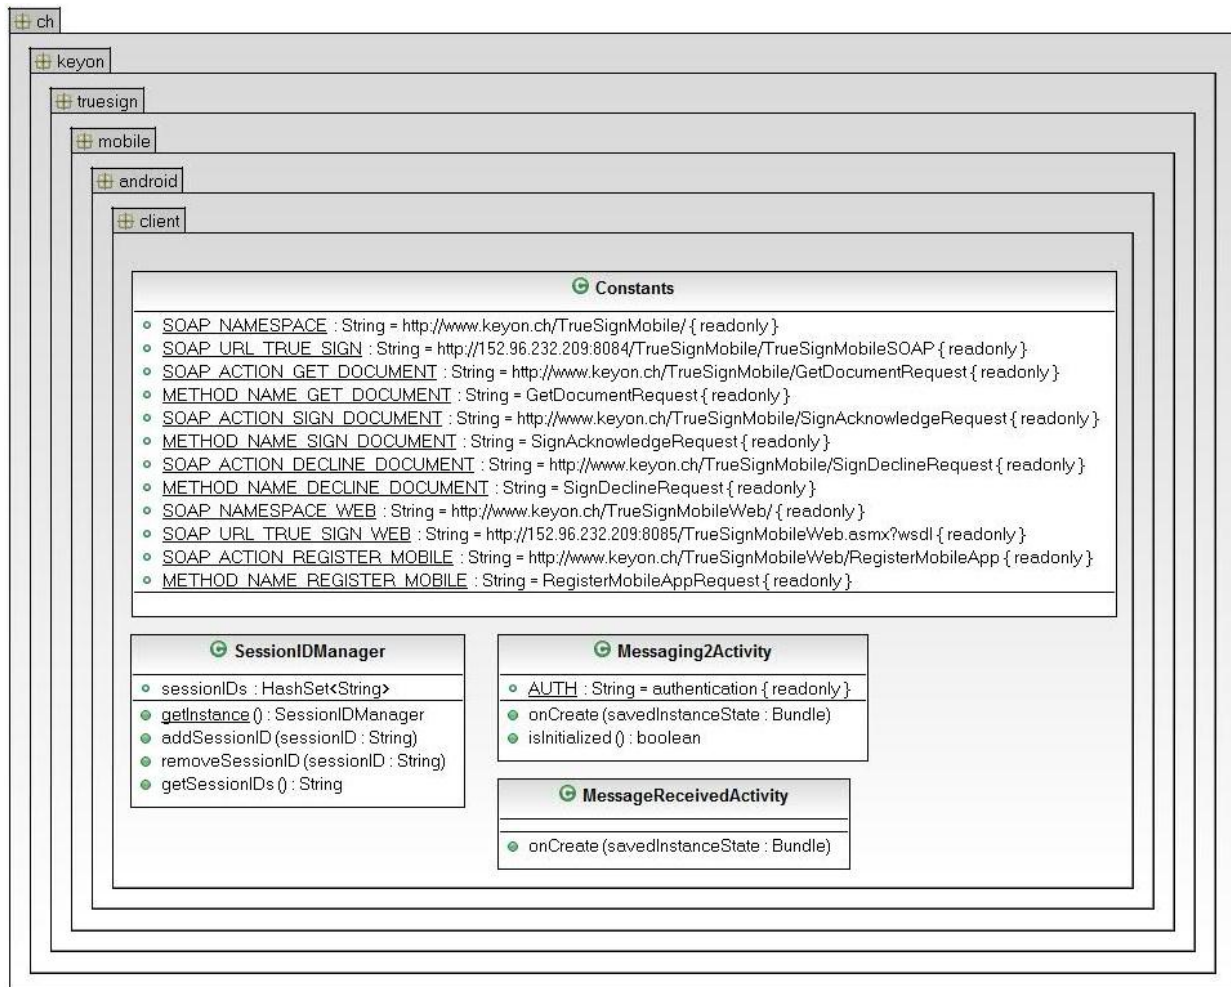 ch
keyon
truesign
mobile
android
client
Constants
SOAP_NAMESPACE : String = http://www.keyon.ch/TrueSignMobile/ { readonly }
SOAP_URL_TRUE_SIGN : String = http://152.96.232.209:8084/TrueSignMobile/TrueSignMobileSOAP { readonly }
SOAP_ACTION_GET_DOCUMENT : String = http://www.keyon.ch/TrueSignMobile/GetDocumentRequest { readonly }
METHOD_NAME_GET_DOCUMENT : String = GetDocumentRequest { readonly }
SOAP_ACTION_SIGN_DOCUMENT : String = http://www.keyon.ch/TrueSignMobile/SignAcknowledgeRequest { readonly }
METHOD_NAME_SIGN_DOCUMENT : String = SignAcknowledgeRequest { readonly }
SOAP_ACTION_DECLINE_DOCUMENT : String = http://www.keyon.ch/TrueSignMobile/SignDeclineRequest { readonly }
METHOD_NAME_DECLINE_DOCUMENT : String = SignDeclineRequest { readonly }
SOAP_NAMESPACE_WEB : String = http://www.keyon.ch/TrueSignMobileWeb/ { readonly }
SOAP_URL_TRUE_SIGN_WEB : String = http://152.96.232.209:8085/TrueSignMobileWeb.asmx?wsdl { readonly }
SOAP_ACTION_REGISTER_MOBILE : String = http://www.keyon.ch/TrueSignMobileWeb/RegisterMobileApp { readonly }
METHOD_NAME_REGISTER_MOBILE : String = RegisterMobileAppRequest { readonly }
SessionIDManager
sessionIDs : HashSet<String>
getInstance () : SessionIDManager
addSessionID (sessionID : String)
removeSessionID (sessionID : String)
getSessionIDs () : String
Messaging2Activity
AUTH : String = authentication { readonly }
onCreate (savedInstanceState : Bundle)
isInitialized () : boolean
MessageReceivedActivity
onCreate (savedInstanceState : Bundle)